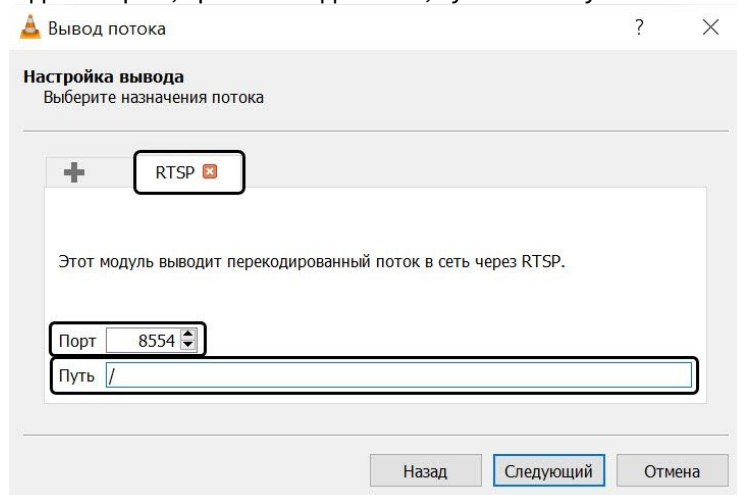 Вывод потока
Настройка вывода
Выберите назначения потока
RTSP
Этот модуль выводит перекодированный поток в сеть через RTSP.
Порт 8554
Путь /
Назад Следующий Отмена